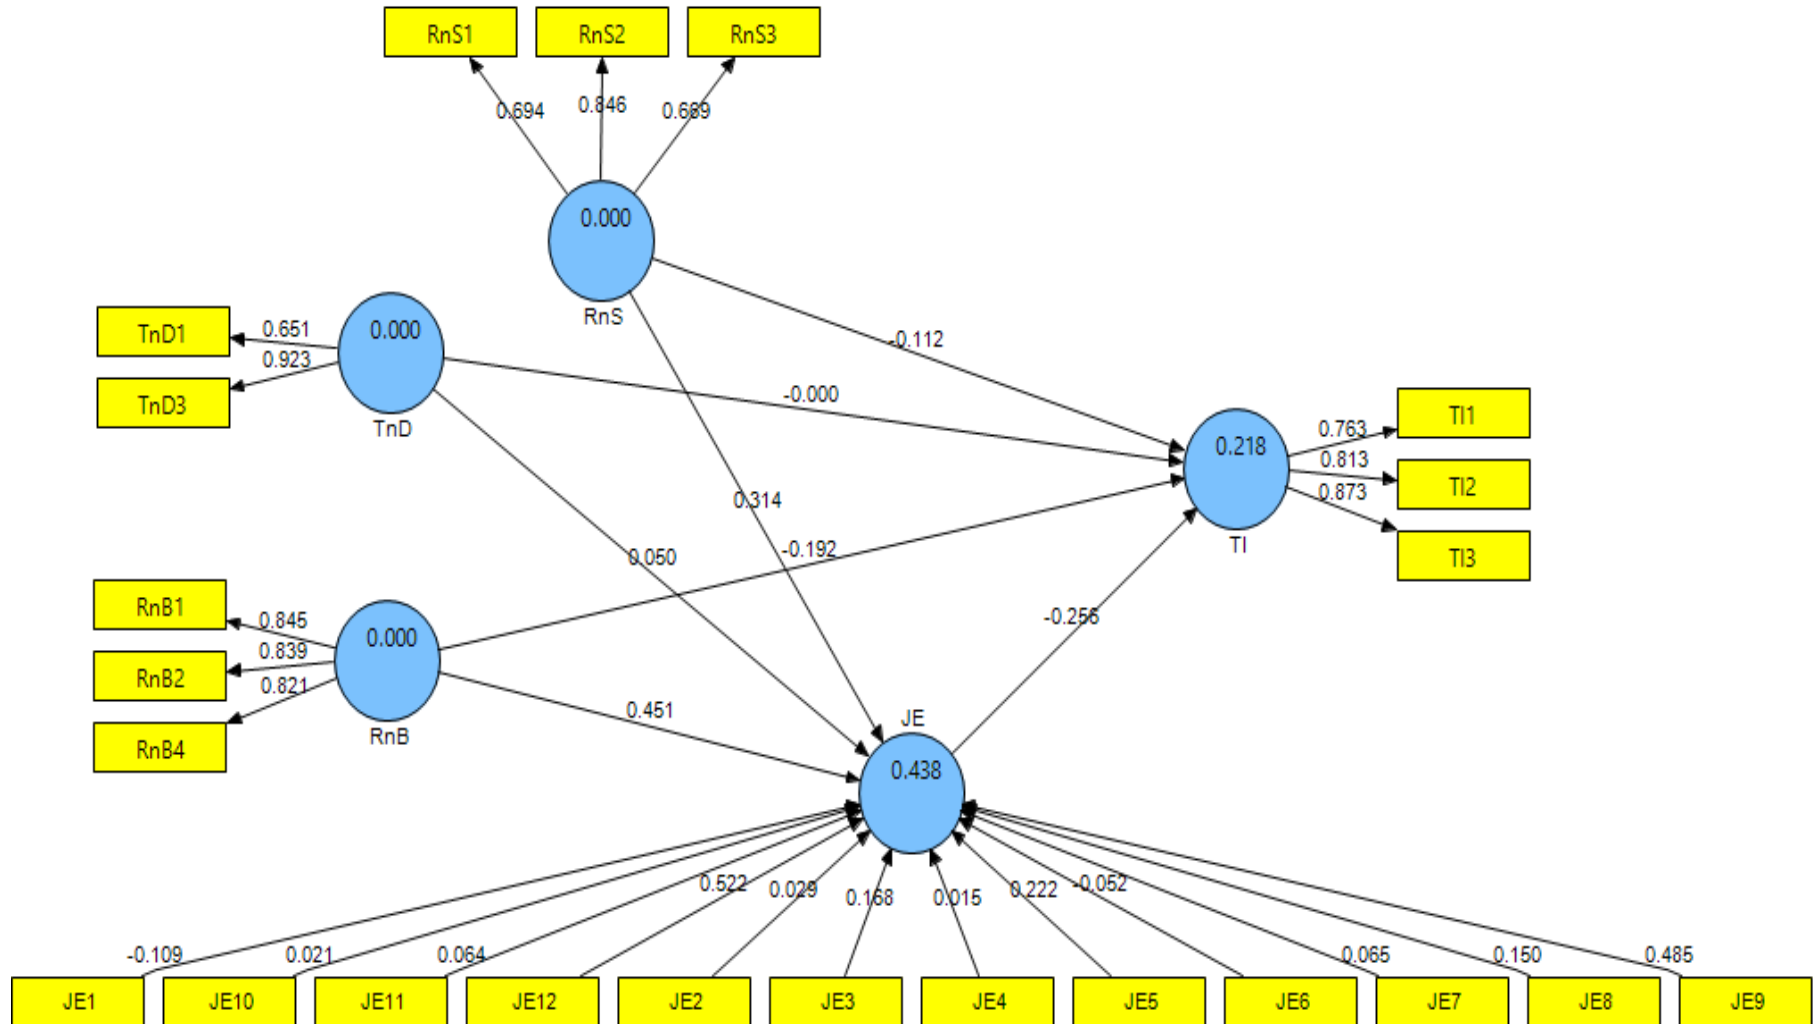 RnS1 RnS2 RnS3
0.694 0.846 0.669
0.000
RnS
TnD1 0.651 0.000
TnD3 0.923
TnD
-0.112
-0.000
0.218
TI
0.763 TI1
0.813 TI2
0.873 TI3
0.314
0.050
-0.192
-0.256
RnB1 0.845 0.000
RnB2 0.839
RnB4 0.821
RnB
0.451
JE
0.438
-0.109 0.021 0.064 0.522 0.029 0.168 0.015 0.222 -0.052 0.065 0.150 0.485
JE1 JE10 JE11 JE12 JE2 JE3 JE4 JE5 JE6 JE7 JE8 JE9